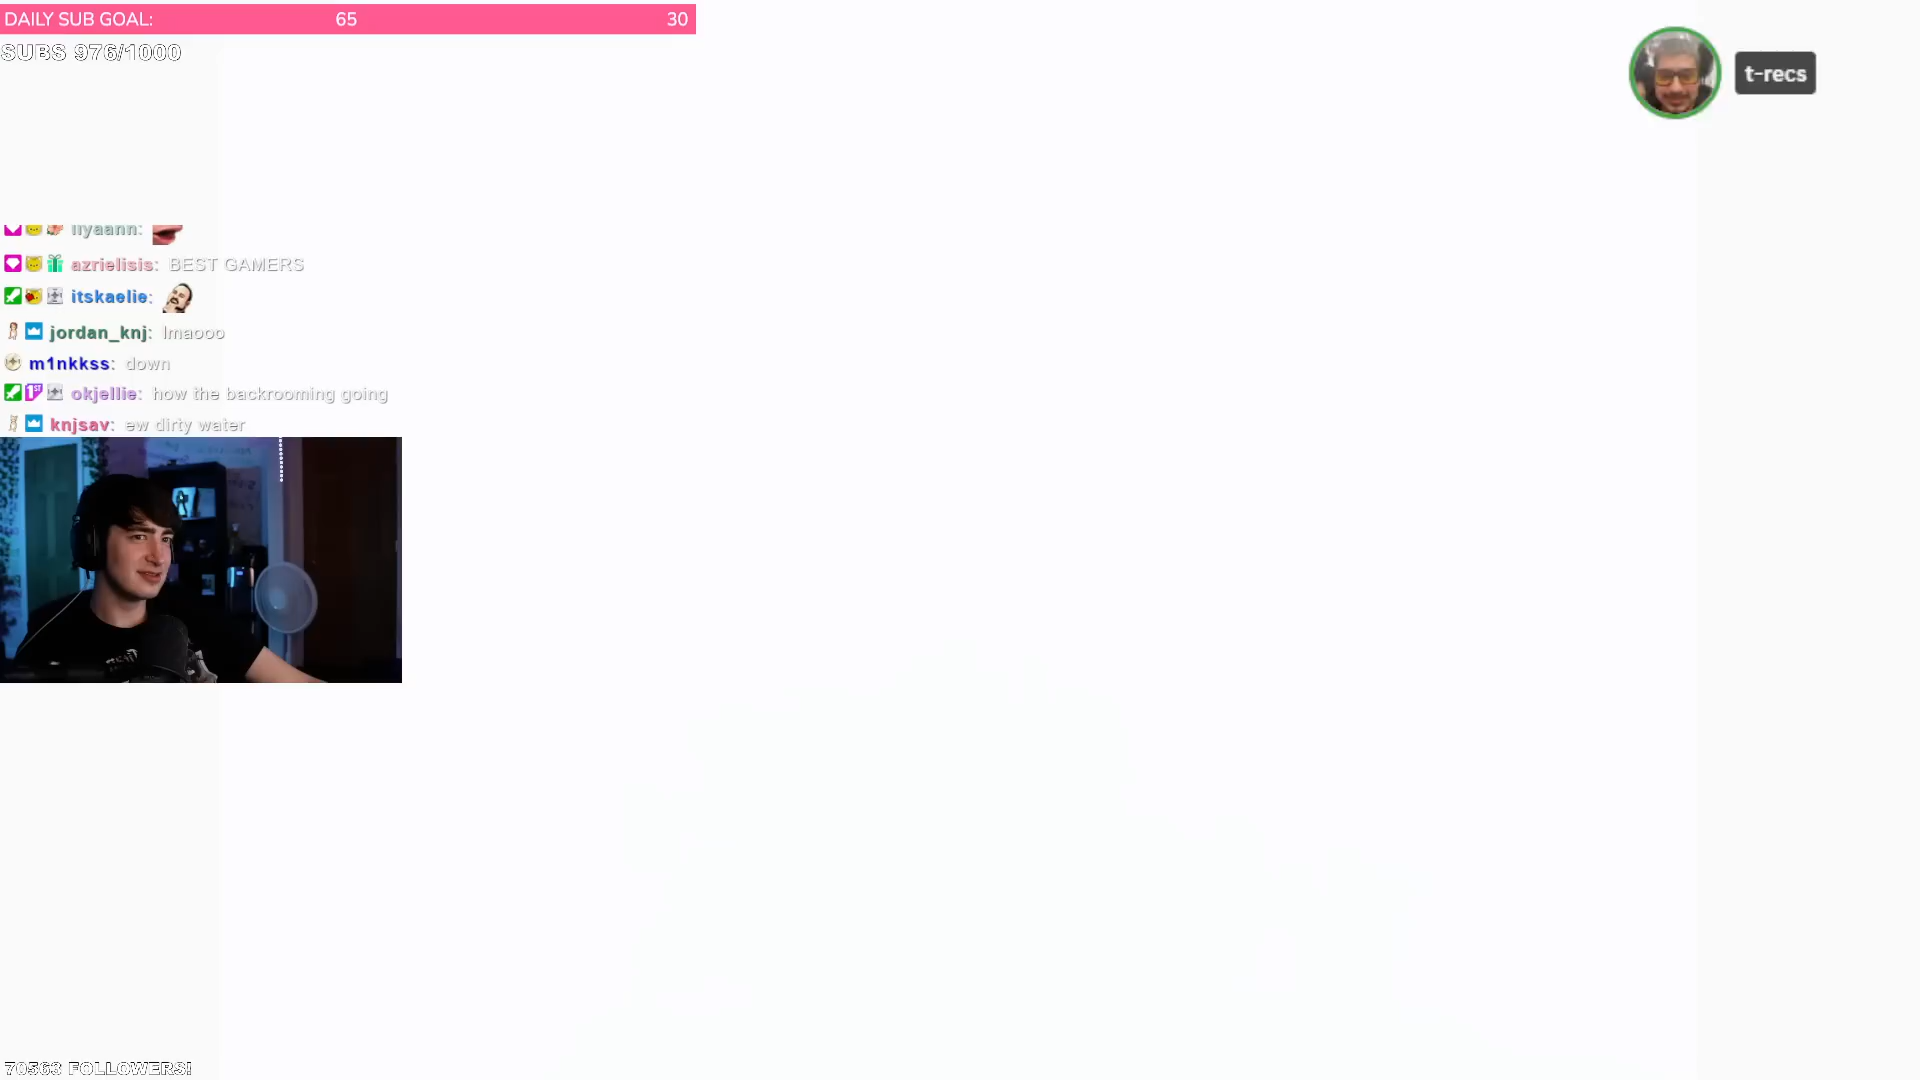 DAILY SUB GOAL: 65 30
SUBS 976/1000
t-recs
iiyaann:
azrielisis: BEST GAMERS
itskaelie:
jordan_knj: lmaooo
m1nkkss: down
okjellie: how the backrooming going
knjsav: ew dirty water
70563 FOLLOWERS!